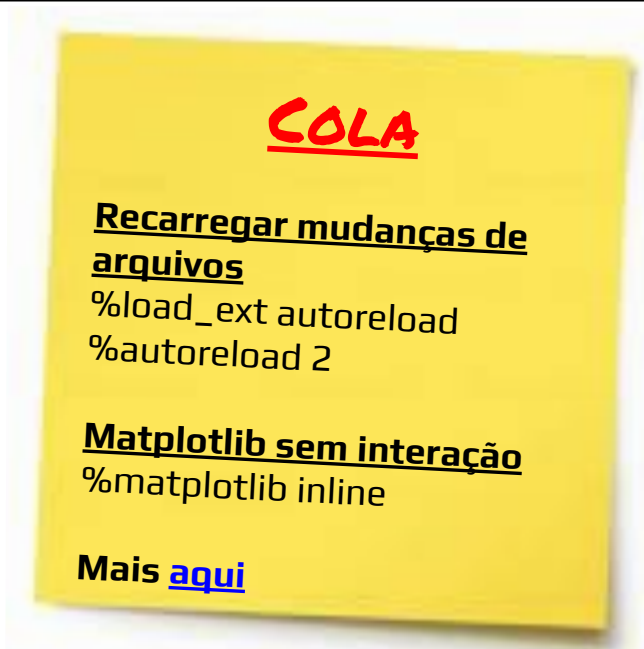 COLA
Recarregar mudanças de
arquivos
%load_ext autoreload
%autoreload 2
Matplotlib sem interação
%matplotlib inline
Mais aqui